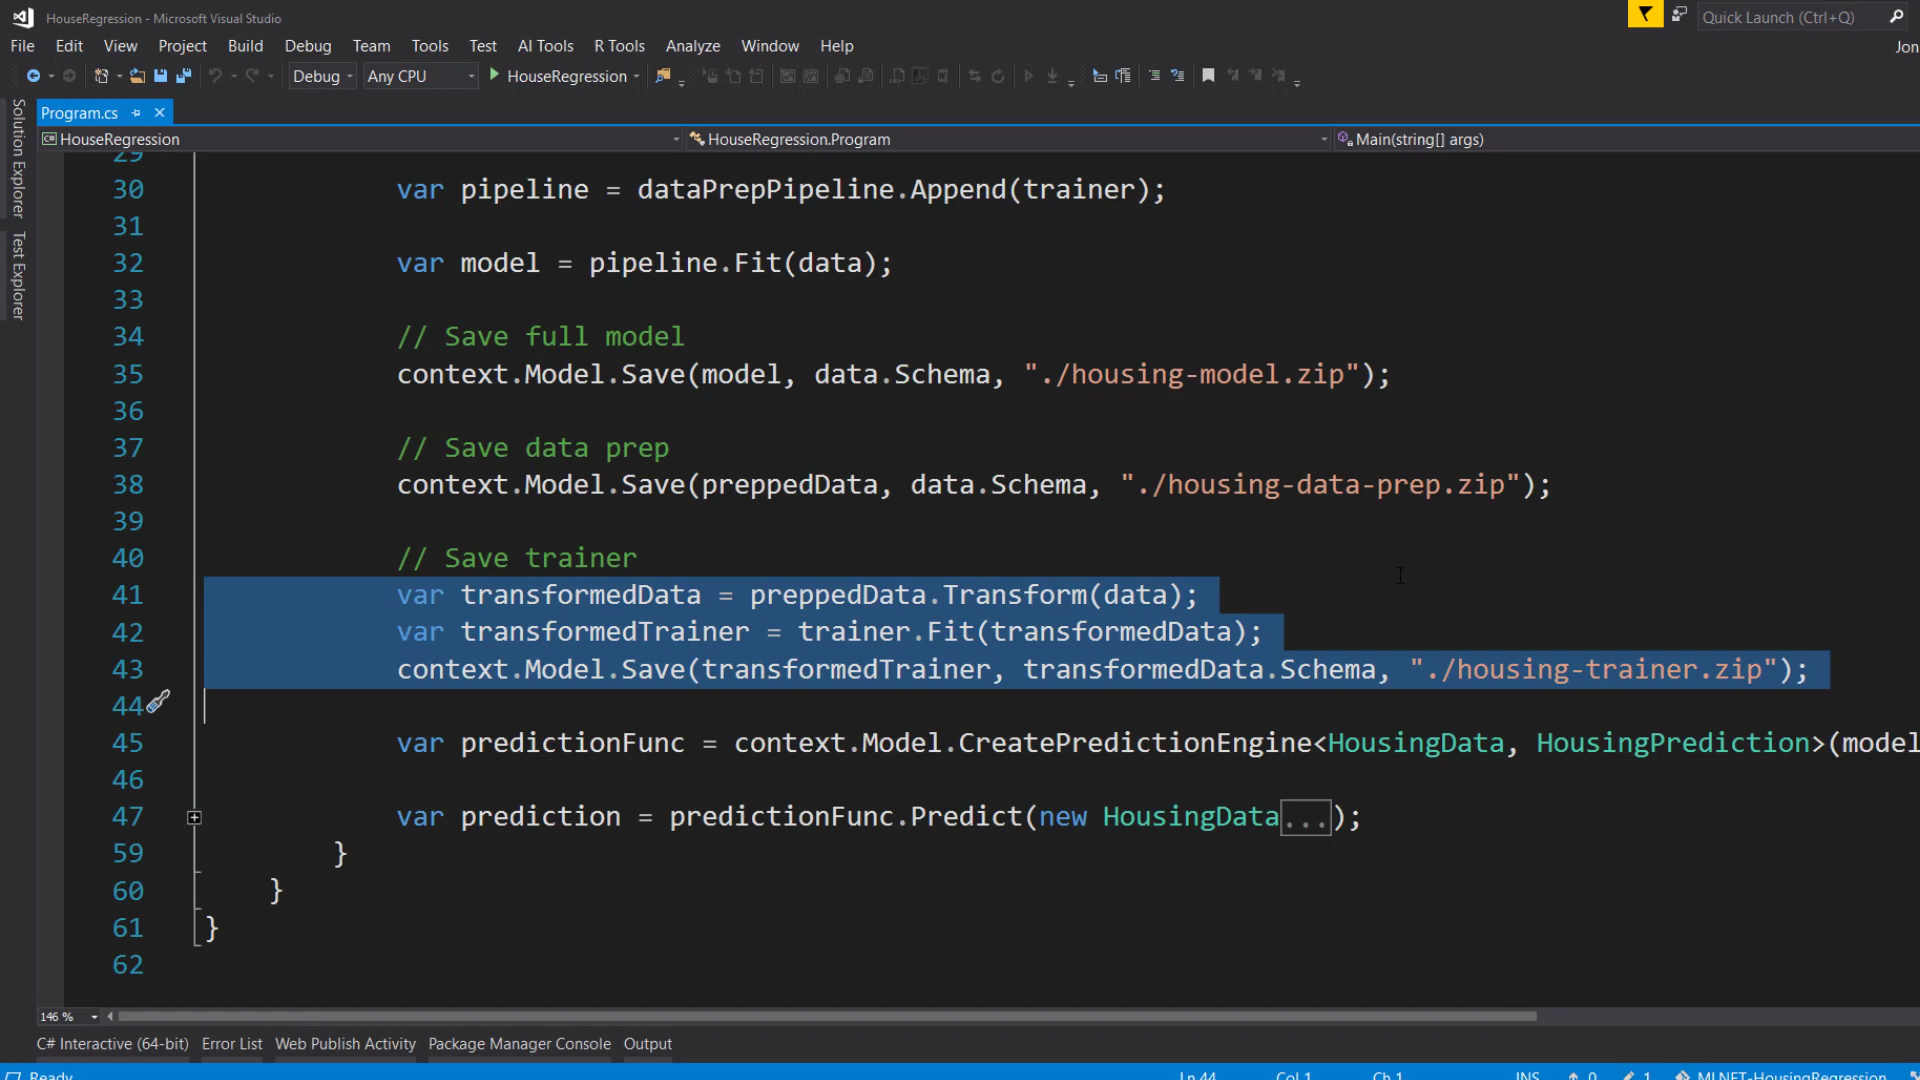 HouseRegression - Microsoft Visual Studio
Quick Launch (Ctrl+Q)
File Edit View Project Build Debug Team Tools Test AI Tools R Tools Analyze Window Help
Jon
Debug Any CPU HouseRegression
Solution Explorer
Test Explorer
Program.cs
HouseRegression HouseRegression.Program Main(string[] args)
29
30 var pipeline = dataPrepPipeline.Append(trainer);
31
32 var model = pipeline.Fit(data);
33
34 // Save full model
35 context.Model.Save(model, data.Schema, "./housing-model.zip");
36
37 // Save data prep
38 context.Model.Save(preppedData, data.Schema, "./housing-data-prep.zip");
39
40 // Save trainer
41 var transformedData = preppedData.Transform(data);
42 var transformedTrainer = trainer.Fit(transformedData);
43 context.Model.Save(transformedTrainer, transformedData.Schema, "./housing-trainer.zip");
44
45 var predictionFunc = context.Model.CreatePredictionEngine<HousingData, HousingPrediction>(model
46
47 var prediction = predictionFunc.Predict(new HousingData...);
59 }
60 }
61 }
62
146 %
C# Interactive (64-bit) Error List Web Publish Activity Package Manager Console Output
Ready Ln 44 Col 1 Ch 1 INS 0 1 MLNET-HousingRegression